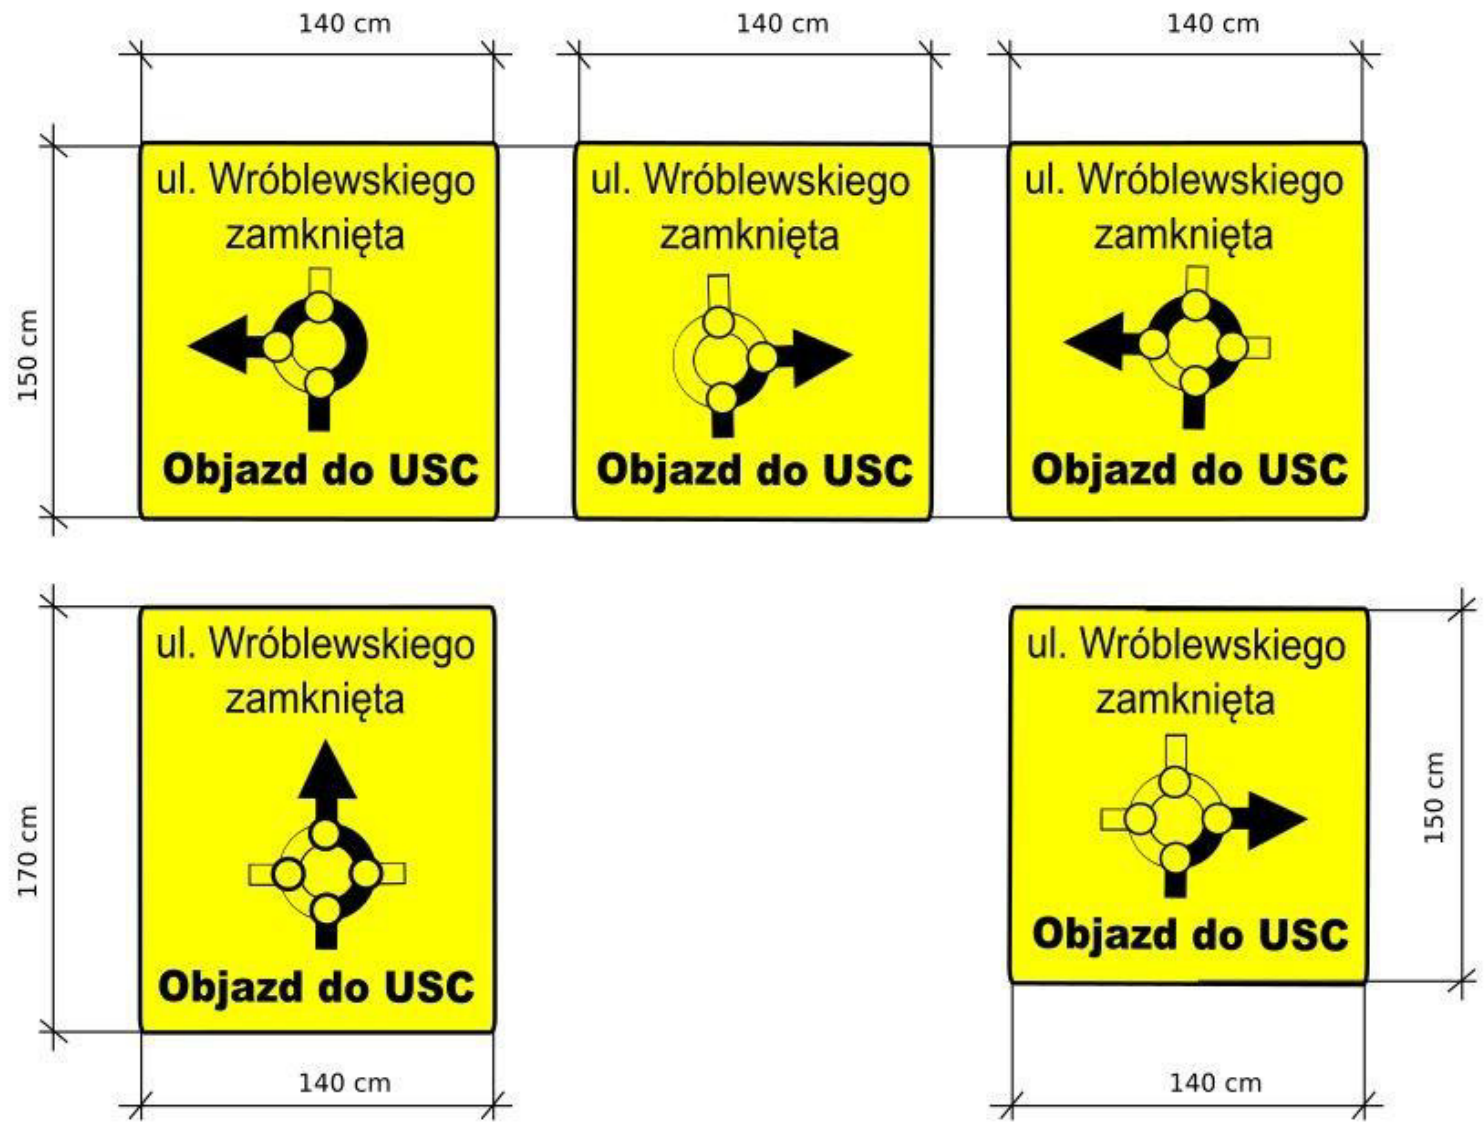 140 cm
140 cm
140 cm
150 cm
ul. Wróblewskiego
zamknięta
Objazd do USC
ul. Wróblewskiego
zamknięta
Objazd do USC
ul. Wróblewskiego
zamknięta
Objazd do USC
170 cm
ul. Wróblewskiego
zamknięta
Objazd do USC
140 cm
ul. Wróblewskiego
zamknięta
Objazd do USC
150 cm
140 cm